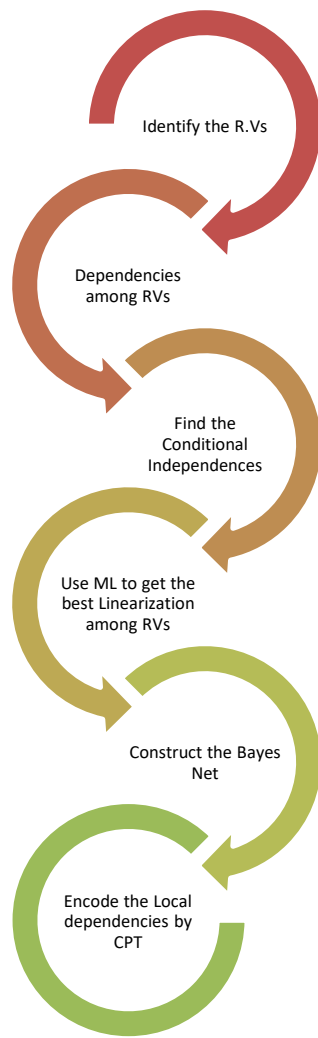 Identify the R.Vs
Dependencies
among RVs
Find the
Conditional
Independences
Use ML to get the
best Linearization
among RVs
Construct the Bayes
Net
Encode the Local
dependencies by
CPT